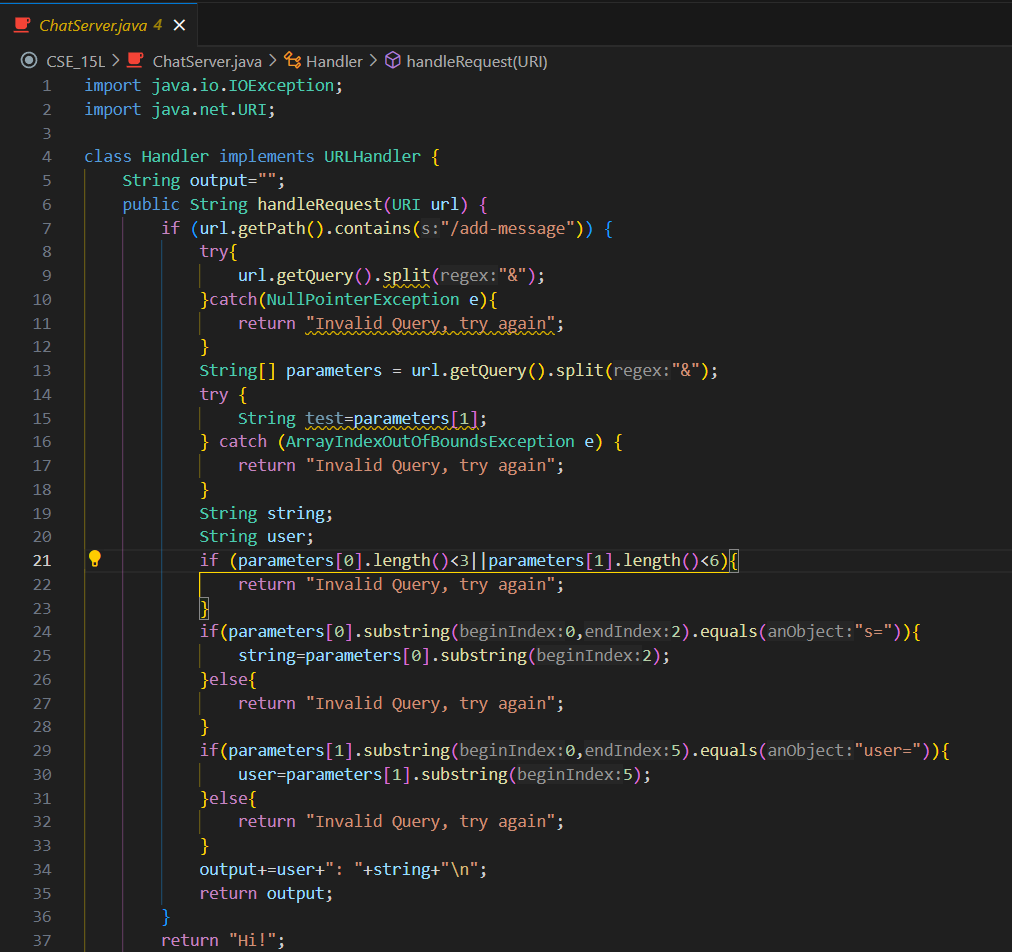 ChatServer.java 4
CSE_15L > ChatServer.java > Handler > handleRequest(URI)
1 import java.io.IOException;
2 import java.net.URI;
3
4 class Handler implements URLHandler {
5     String output="";
6     public String handleRequest(URI url) {
7         if (url.getPath().contains(s:"/add-message")) {
8             try{
9                 url.getQuery().split(regex:"&");
10             }catch(NullPointerException e){
11                 return "Invalid Query, try again";
12             }
13             String[] parameters = url.getQuery().split(regex:"&");
14             try {
15                 String test=parameters[1];
16             } catch (ArrayIndexOutOfBoundsException e) {
17                 return "Invalid Query, try again";
18             }
19             String string;
20             String user;
21             if (parameters[0].length()<3||parameters[1].length()<6){
22                 return "Invalid Query, try again";
23             }
24             if(parameters[0].substring(beginIndex:0,endIndex:2).equals(anObject:"s=")){
25                 string=parameters[0].substring(beginIndex:2);
26             }else{
27                 return "Invalid Query, try again";
28             }
29             if(parameters[1].substring(beginIndex:0,endIndex:5).equals(anObject:"user=")){
30                 user=parameters[1].substring(beginIndex:5);
31             }else{
32                 return "Invalid Query, try again";
33             }
34             output+=user+": "+string+"\n";
35             return output;
36         }
37         return "Hi!";